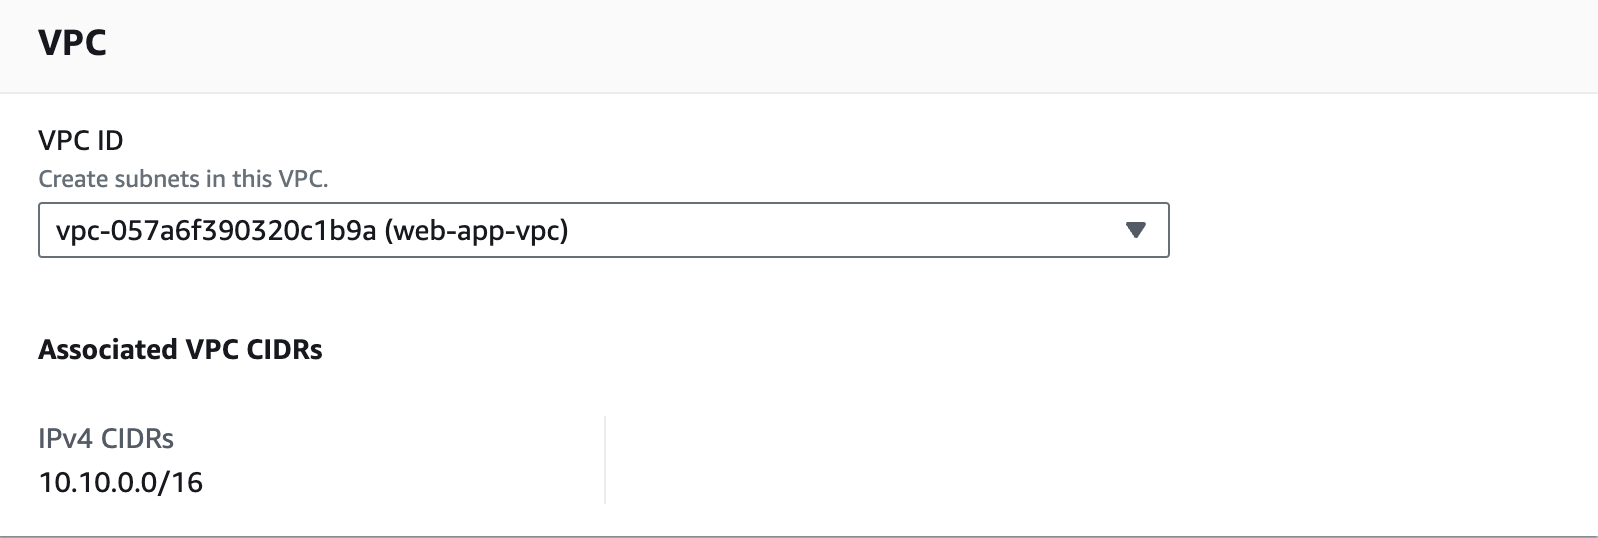 VPC
VPC ID
Create subnets in this VPC.
vpc-057a6f390320c1b9a (web-app-vpc)
Associated VPC CIDRs
IPv4 CIDRs
10.10.0.0/16